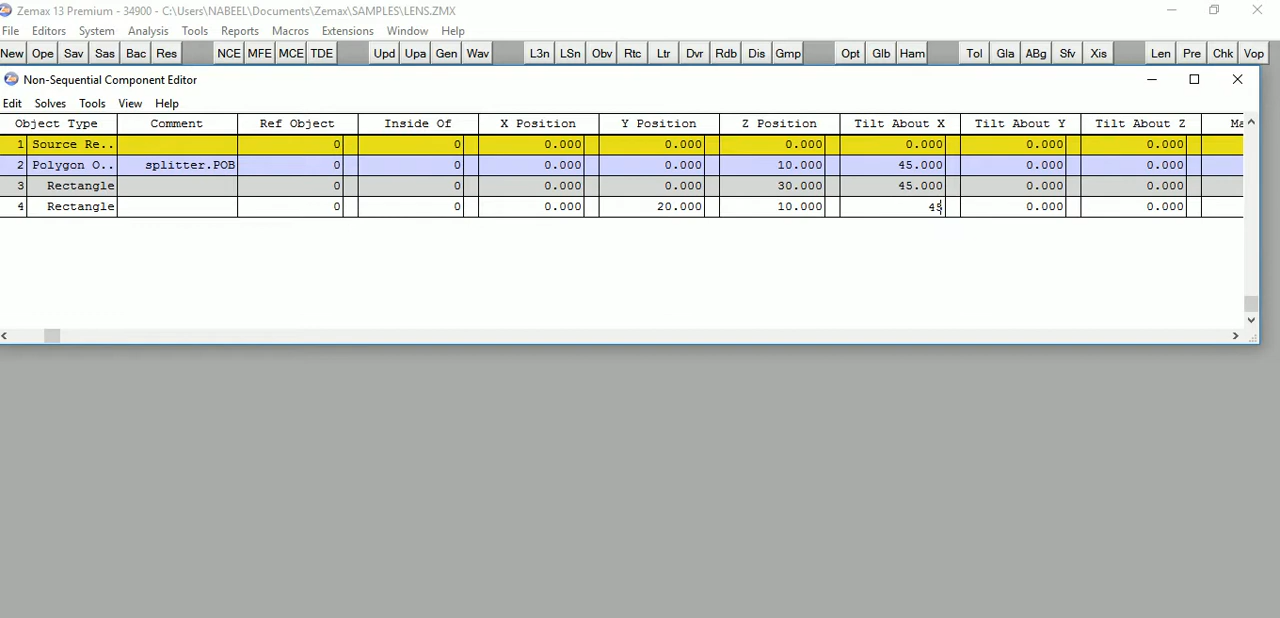 Zemax 13 Premium - 34900 - C:\Users\NABEEL\Documents\Zemax\SAMPLES\LENS.ZMX
File Editors System Analysis Tools Reports Macros Extensions Window Help
New Ope Sav Sas Bac Res NCE MFE MCE TDE Upd Upa Gen Wav L3n LSn Obv Rtc Ltr Dvr Rdb Dis Gmp Opt Glb Ham Tol Gla ABg Sfv Xis Len Pre Chk Vop
Non-Sequential Component Editor
Edit Solves Tools View Help
Object Type Comment Ref Object Inside Of X Position Y Position Z Position Tilt About X Tilt About Y Tilt About Z Ma
1 Source Re.. 0 0 0.000 0.000 0.000 0.000 0.000 0.000
2 Polygon O.. splitter.POB 0 0 0.000 0.000 10.000 45.000 0.000 0.000
3 Rectangle 0 0 0.000 0.000 30.000 45.000 0.000 0.000
4 Rectangle 0 0 0.000 20.000 10.000 45 0.000 0.000